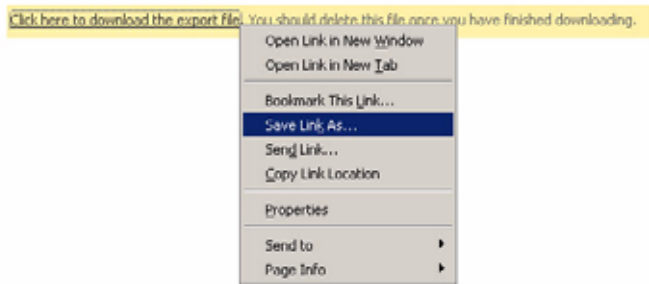 Click here to download the export file. You should delete this file once you have finished downloading.
Open Link in New Window
Open Link in New Tab
Bookmark This Link...
Save Link As...
Send Link...
Copy Link Location
Properties
Send to
Page Info